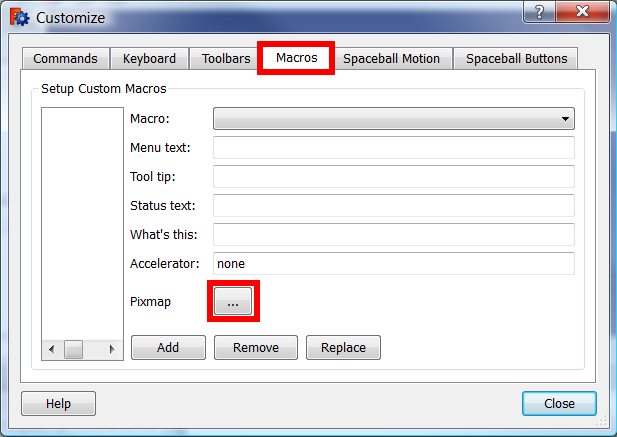 Customize
?
X
Commands
Keyboard
Toolbars
Macros
Spaceball Motion
Spaceball Buttons
Setup Custom Macros
Macro:
Menu text:
Tool tip:
Status text:
What's this:
Accelerator: none
Pixmap ...
Add Remove Replace
Help Close